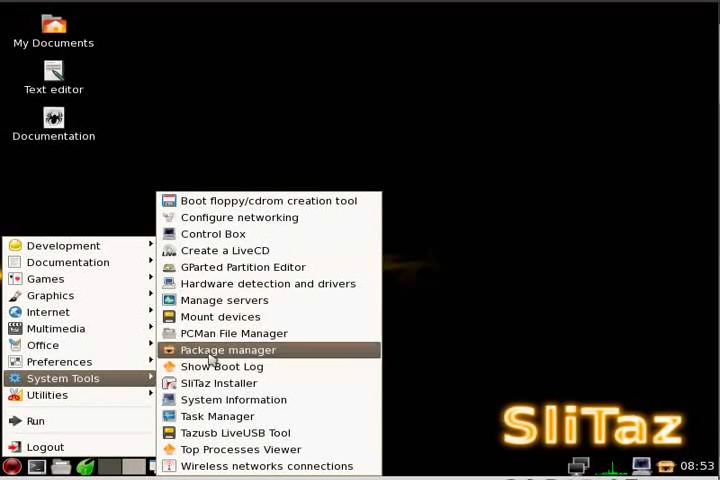 My Documents
Text editor
Documentation
Boot floppy/cdrom creation tool
Configure networking
Control Box
Create a LiveCD
GParted Partition Editor
Hardware detection and drivers
Manage servers
Mount devices
PCMan File Manager
Package manager
Show Boot Log
SliTaz Installer
System Information
Task Manager
Tazusb LiveUSB Tool
Top Processes Viewer
Wireless networks connections
Development
Documentation
Games
Graphics
Internet
Multimedia
Office
Preferences
System Tools
Utilities
Run
Logout
SliTaz
08:53